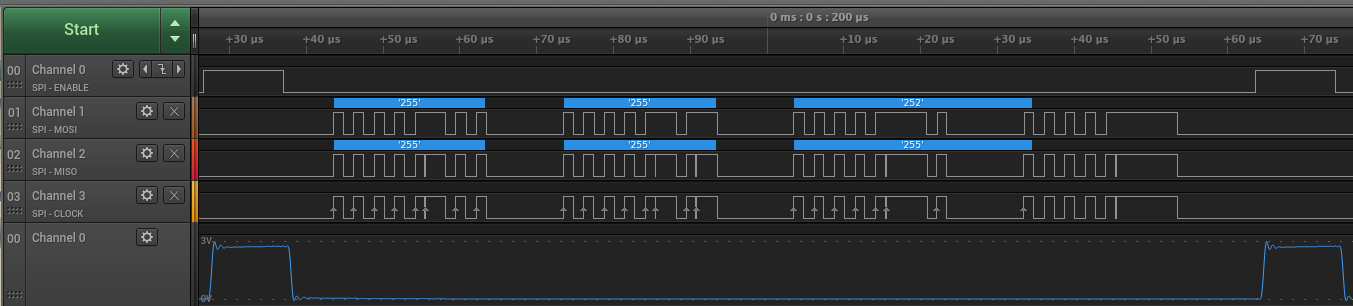 Start
0 ms : 0 s : 200 µs
+30 µs +40 µs +50 µs +60 µs +70 µs +80 µs +90 µs +10 µs +20 µs +30 µs +40 µs +50 µs +60 µs +70 µs
00 Channel 0
SPI - ENABLE
'255' '255' '252'
01 Channel 1
SPI - MOSI
'255' '255' '255'
02 Channel 2
SPI - MISO
03 Channel 3
SPI - CLOCK
00 Channel 0
3V
0V